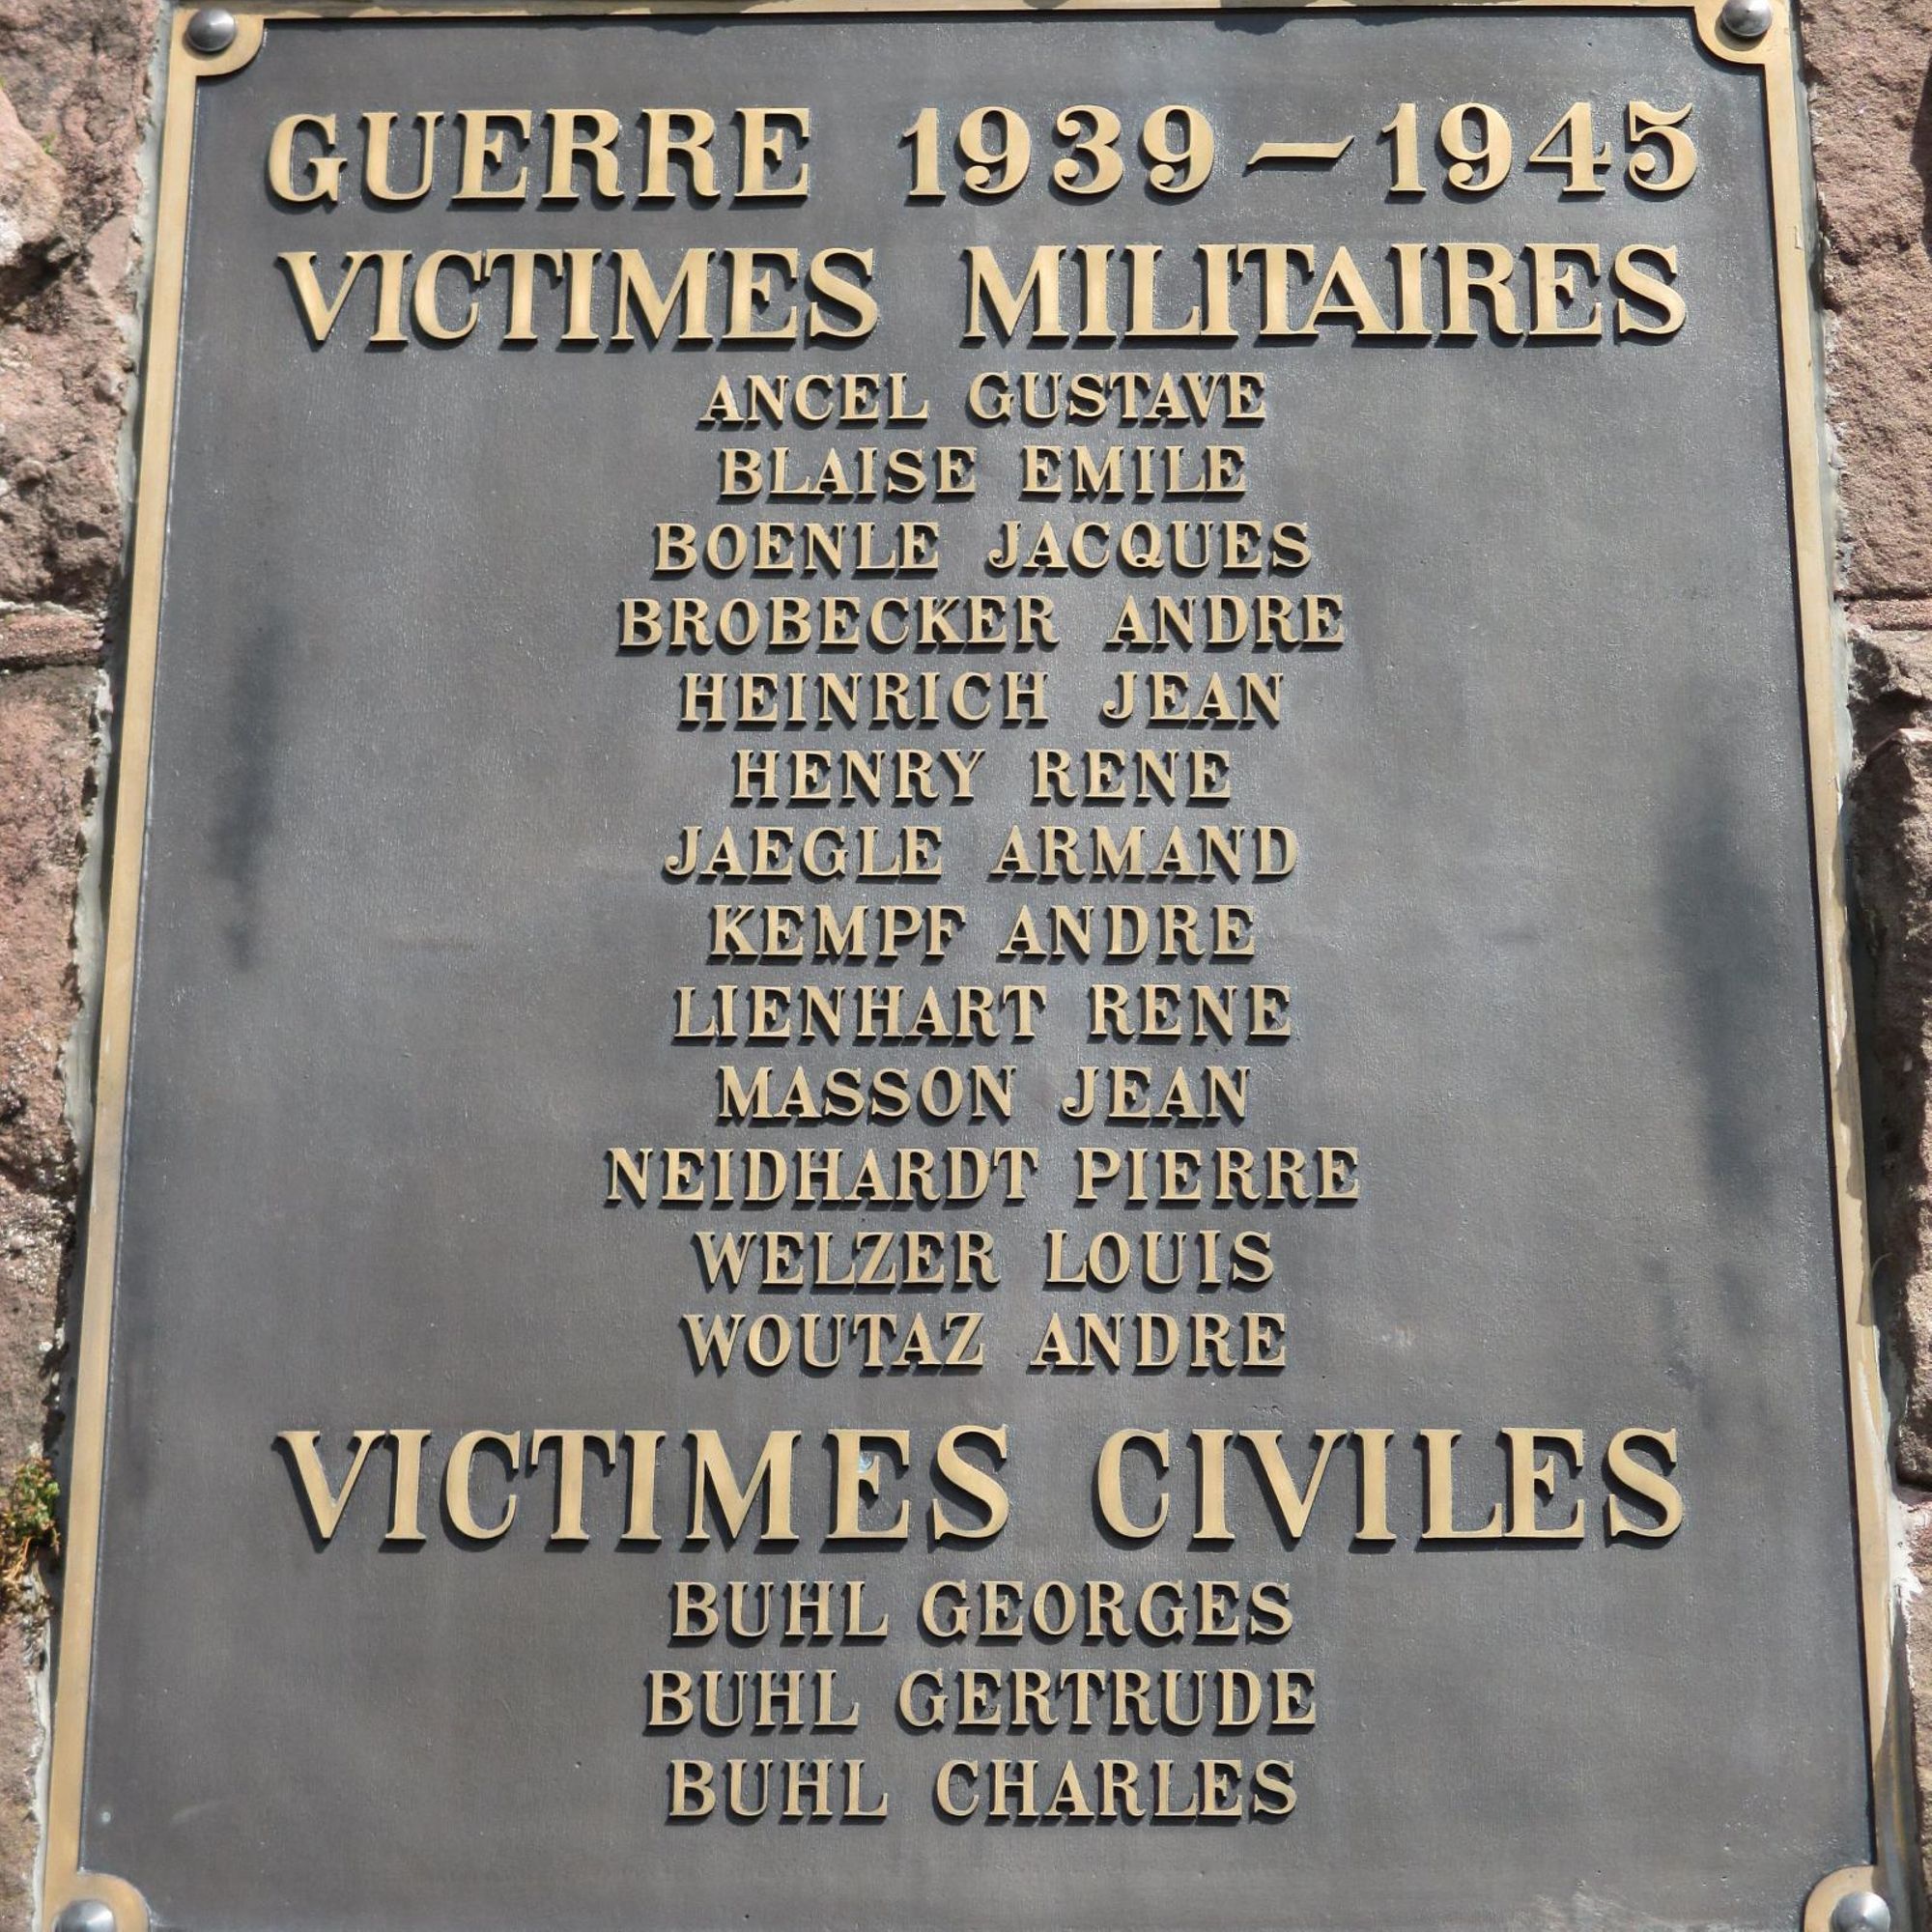 GUERRE 1939-1945
VICTIMES MILITAIRES
ANCEL GUSTAVE
BLAISE EMILE
BOENLE JACQUES
BROBECKER ANDRE
HEINRICH JEAN
HENRY RENE
JAEGLE ARMAND
KEMPF ANDRE
LIENHART RENE
MASSON JEAN
NEIDHARDT PIERRE
WELZER LOUIS
WOUTAZ ANDRE
VICTIMES CIVILES
BUHL GEORGES
BUHL GERTRUDE
BUHL CHARLES